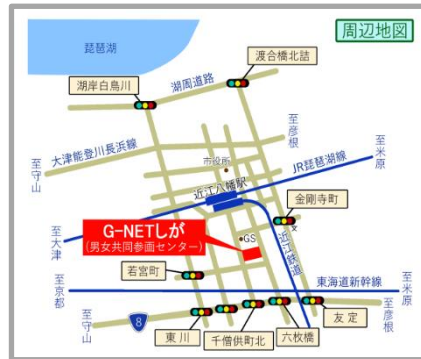 周辺地図
琵琶湖
渡合橋北詰
湖岸白鳥川
湖周道路
大津能登川長浜線
至守山
至彦根
至米原
市役所
JR琵琶湖線
近江八幡駅
金剛寺町
G-NETしが
(男女共同参画センター)
GS
近江鉄道
至大津
若宮町
東海道新幹線
至京都
至米原
至守山
8
東川
千僧供町北
六枚橋
友定
至彦根